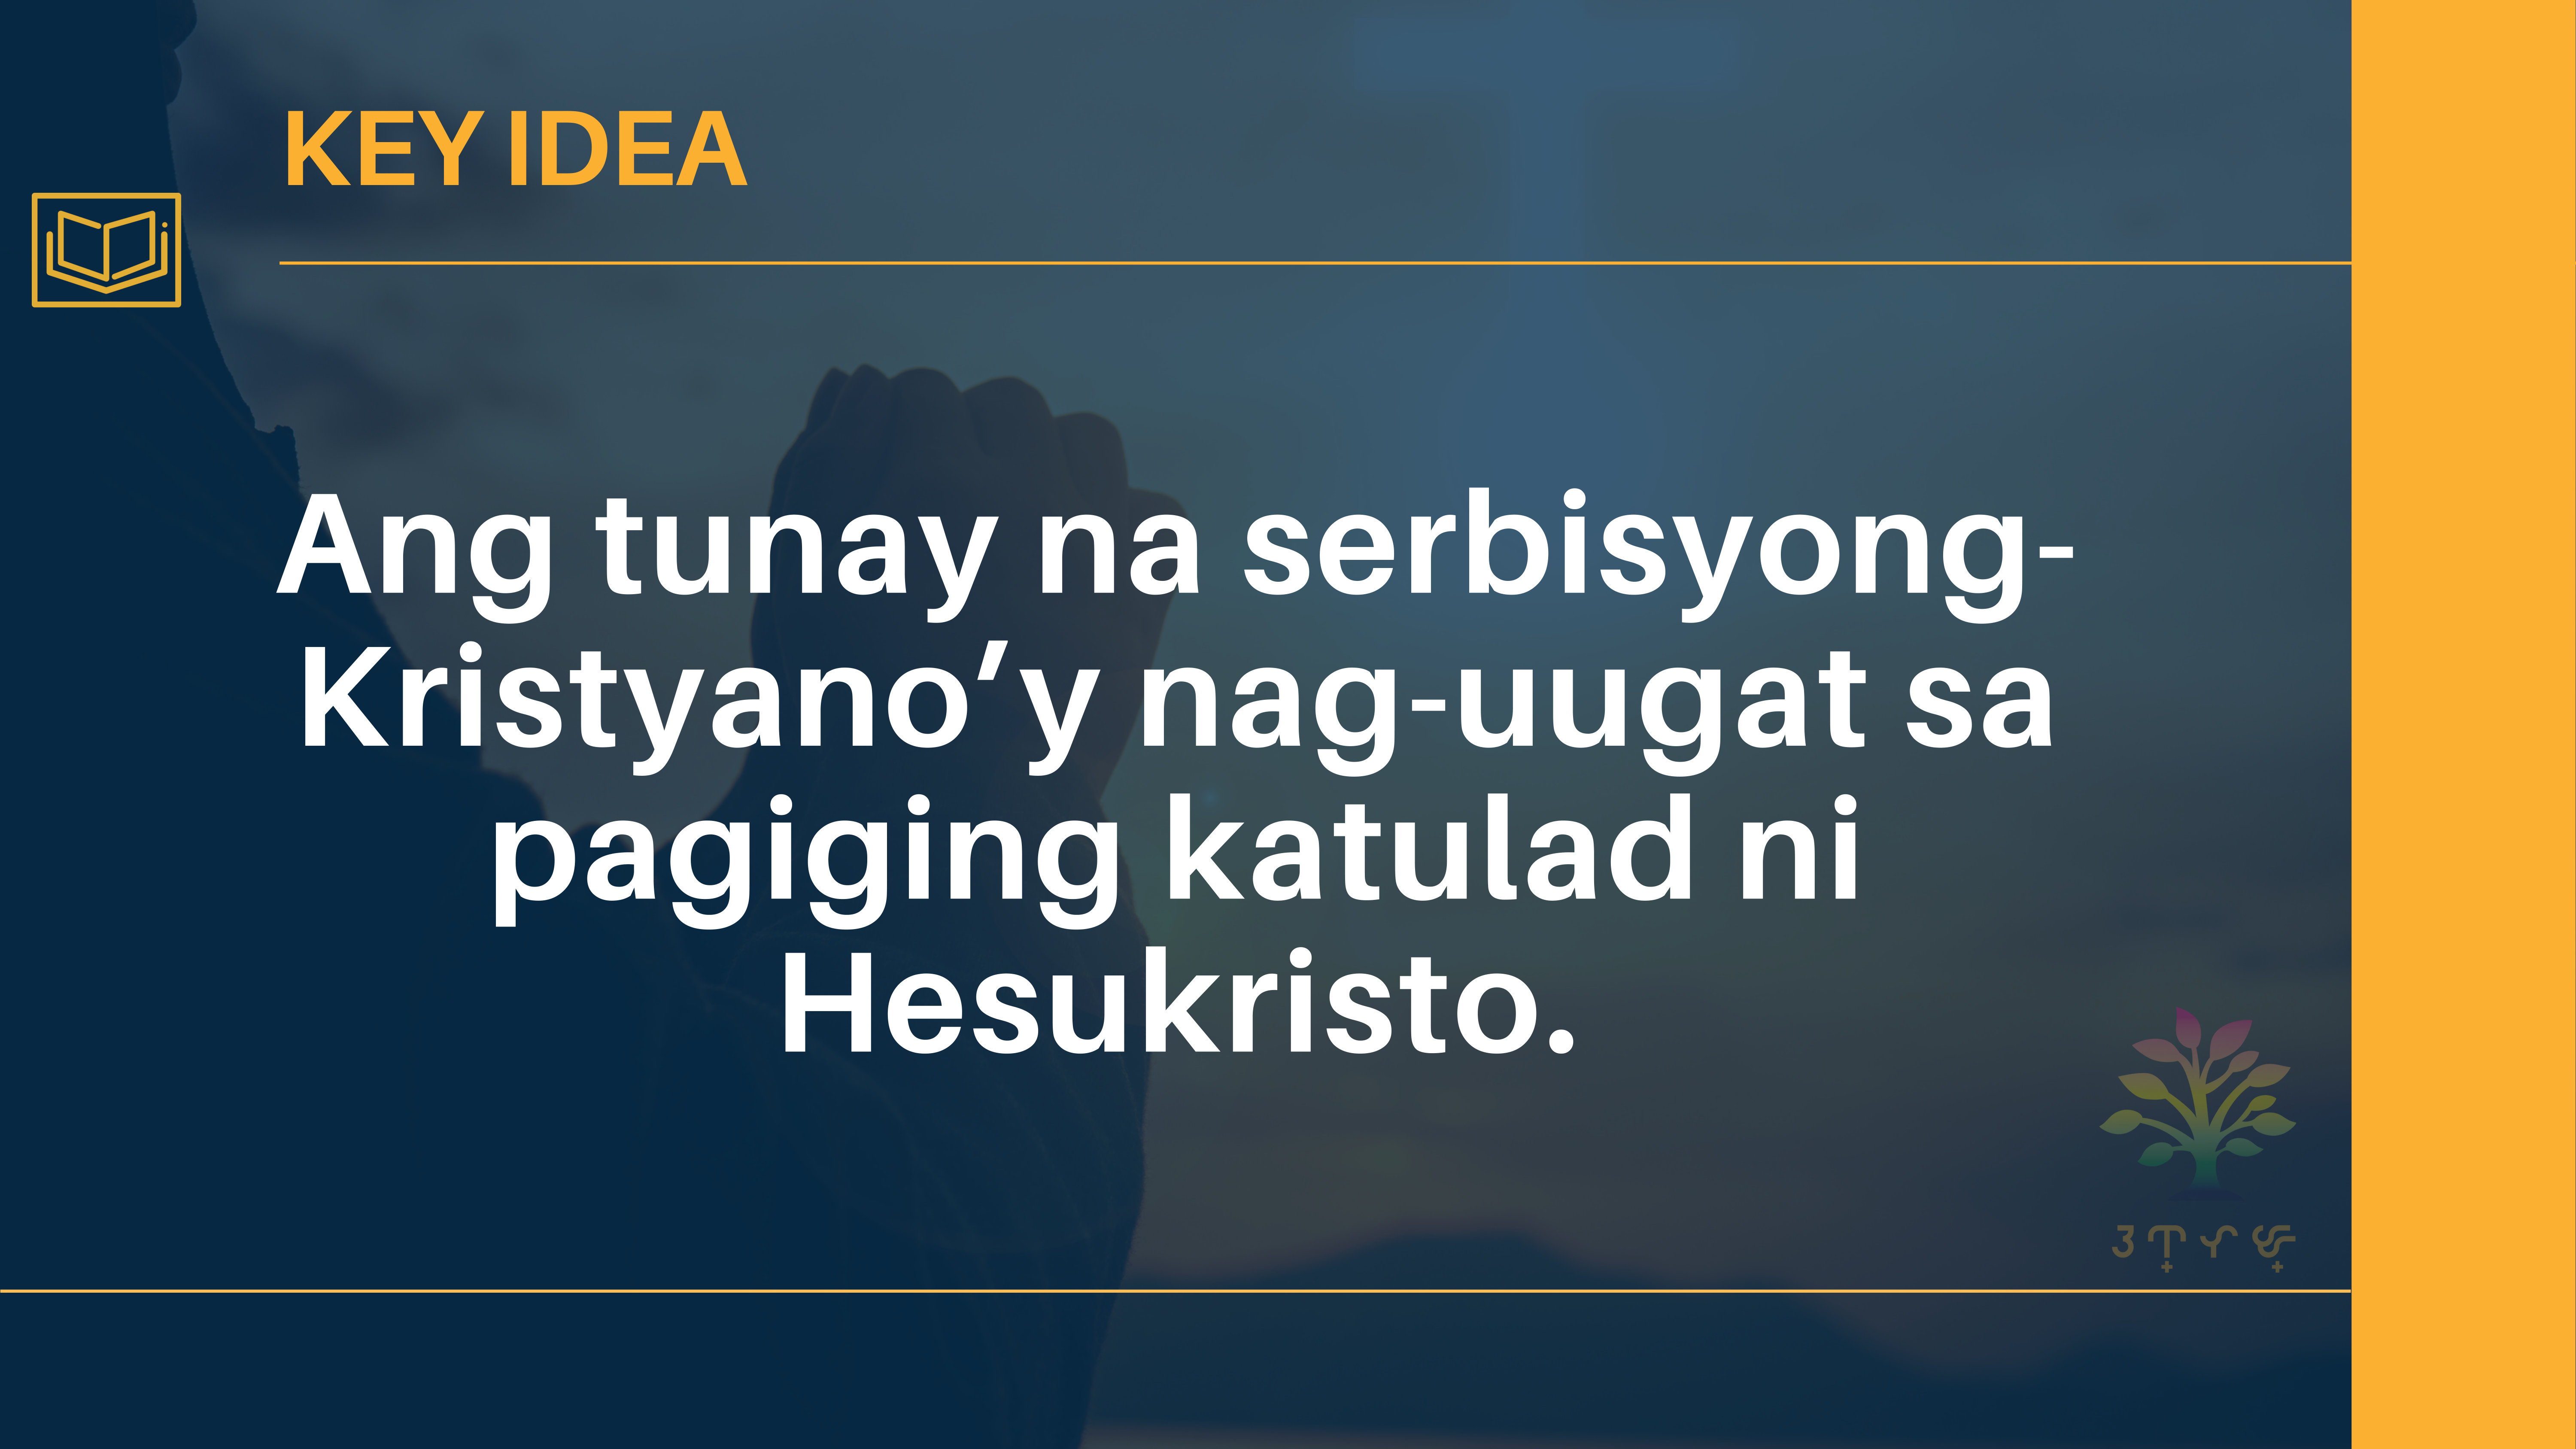 KEY IDEA
Ang tunay na serbisyong-
Kristyano’y nag-uugat sa
pagiging katulad ni
Hesukristo.